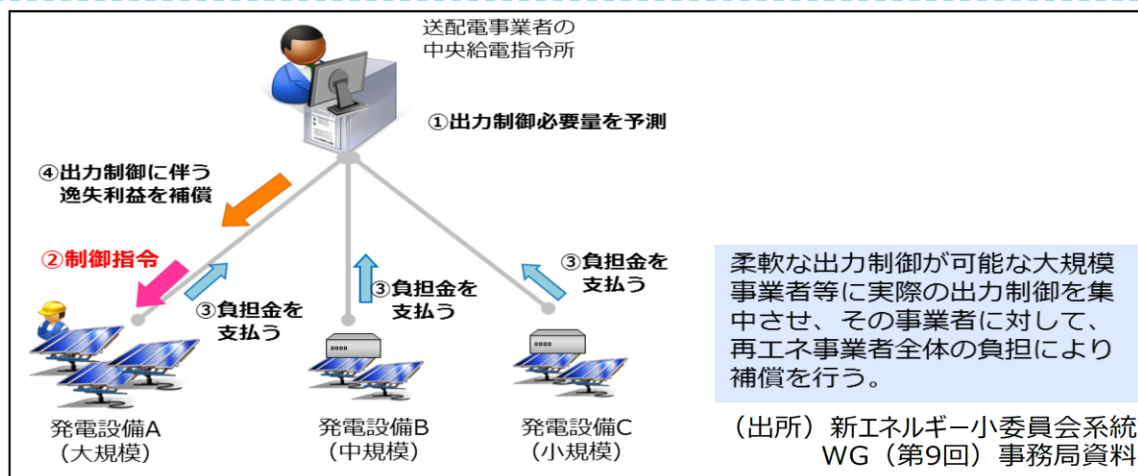 送配電事業者の
中央給電指令所
①出力制御必要量を予測
④出力制御に伴う
逸失利益を補償
②制御指令
③負担金を
支払う
③負担金を
支払う
③負担金を
支払う
発電設備A
(大規模)
発電設備B
(中規模)
発電設備C
(小規模)
柔軟な出力制御が可能な大規模
事業者等に実際の出力制御を集
中させ、その事業者に対して、
再エネ事業者全体の負担により
補償を行う。
(出所)新エネルギー小委員会系統
WG(第9回)事務局資料